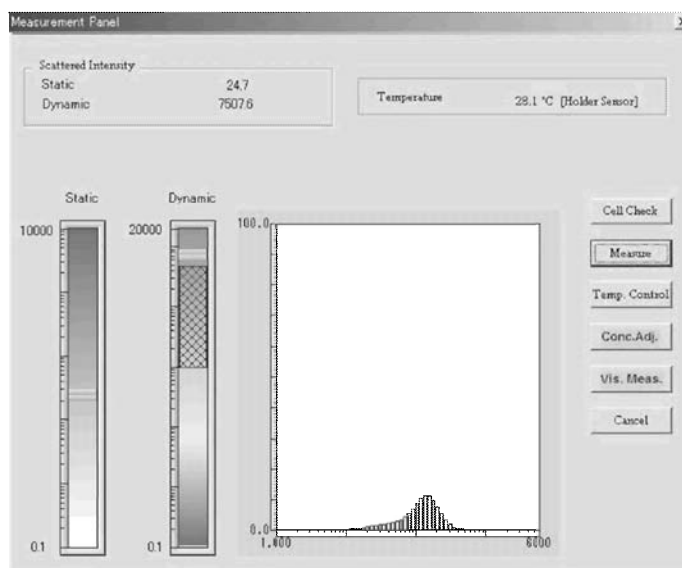 Measurement Panel
Scattered Intensity
Static 24.7
Dynamic 7507.6
Temperature 28.1 °C [Holder Sensor]
Static Dynamic
10000 20000 100.0
Cell Check
Measure
Temp. Control
Conc.Adj.
Vis. Meas.
Cancel
0.0
0.1 0.1 1.000